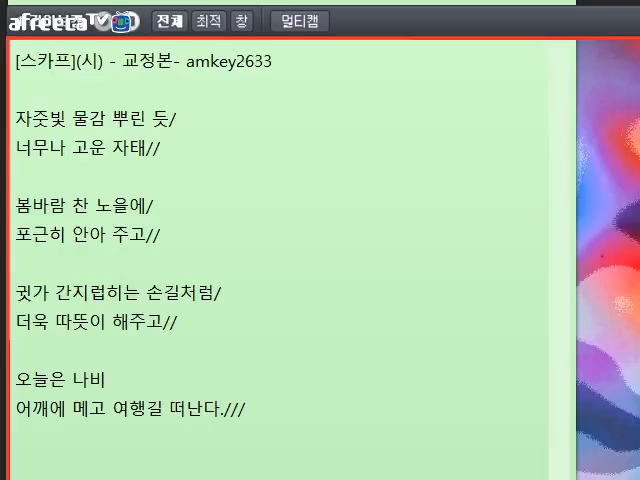 afreeca TV
전체 최적 창 멀티캠
[스카프](시) - 교정본- amkey2633
자줏빛 물감 뿌린 듯/
너무나 고운 자태//
봄바람 찬 노을에/
포근히 안아 주고//
귓가 간지럽히는 손길처럼/
더욱 따뜻이 해주고//
오늘은 나비
어깨에 메고 여행길 떠난다.///